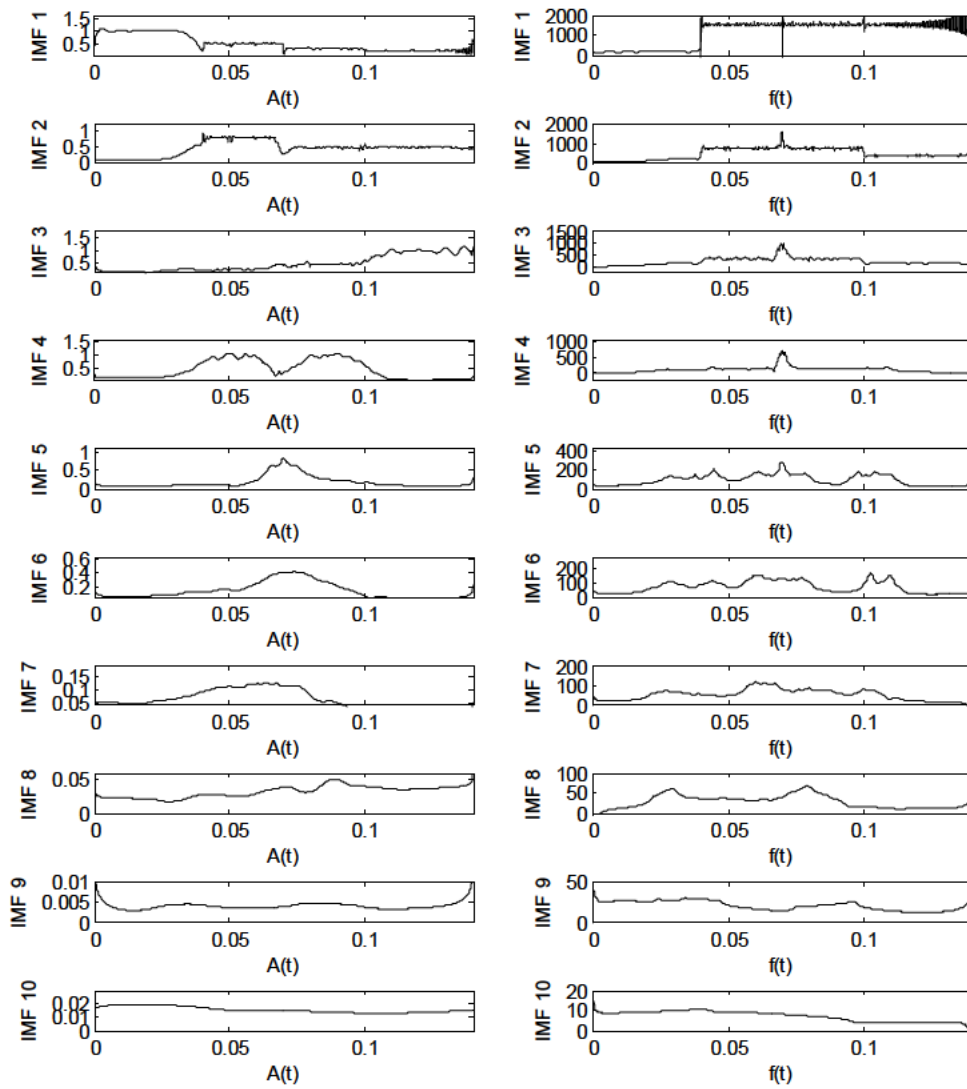 IMF 1
1.5
1
0.5
0 0.05 0.1
A(t)
IMF 1
2000
1000
0
0 0.05 0.1
f(t)
IMF 2
1
0.5
0
0 0.05 0.1
A(t)
IMF 2
2000
1000
0
0 0.05 0.1
f(t)
IMF 3
1.5
1
0.5
0 0.05 0.1
A(t)
IMF 3
1500
1000
500
0
0 0.05 0.1
f(t)
IMF 4
1.5
1
0.5
0 0.05 0.1
A(t)
IMF 4
1000
500
0
0 0.05 0.1
f(t)
IMF 5
1
0.5
0
0 0.05 0.1
A(t)
IMF 5
400
200
0
0 0.05 0.1
f(t)
IMF 6
0.6
0.4
0.2
0 0.05 0.1
A(t)
IMF 6
200
100
0
0 0.05 0.1
f(t)
IMF 7
0.15
0.1
0.05
0 0.05 0.1
A(t)
IMF 7
200
100
0
0 0.05 0.1
f(t)
IMF 8
0.05
0
0 0.05 0.1
A(t)
IMF 8
100
50
0
0 0.05 0.1
f(t)
IMF 9
0.01
0.005
0
0 0.05 0.1
A(t)
IMF 9
50
0
0 0.05 0.1
f(t)
IMF 10
0.02
0.01
0
0 0.05 0.1
A(t)
IMF 10
20
10
0
0 0.05 0.1
f(t)